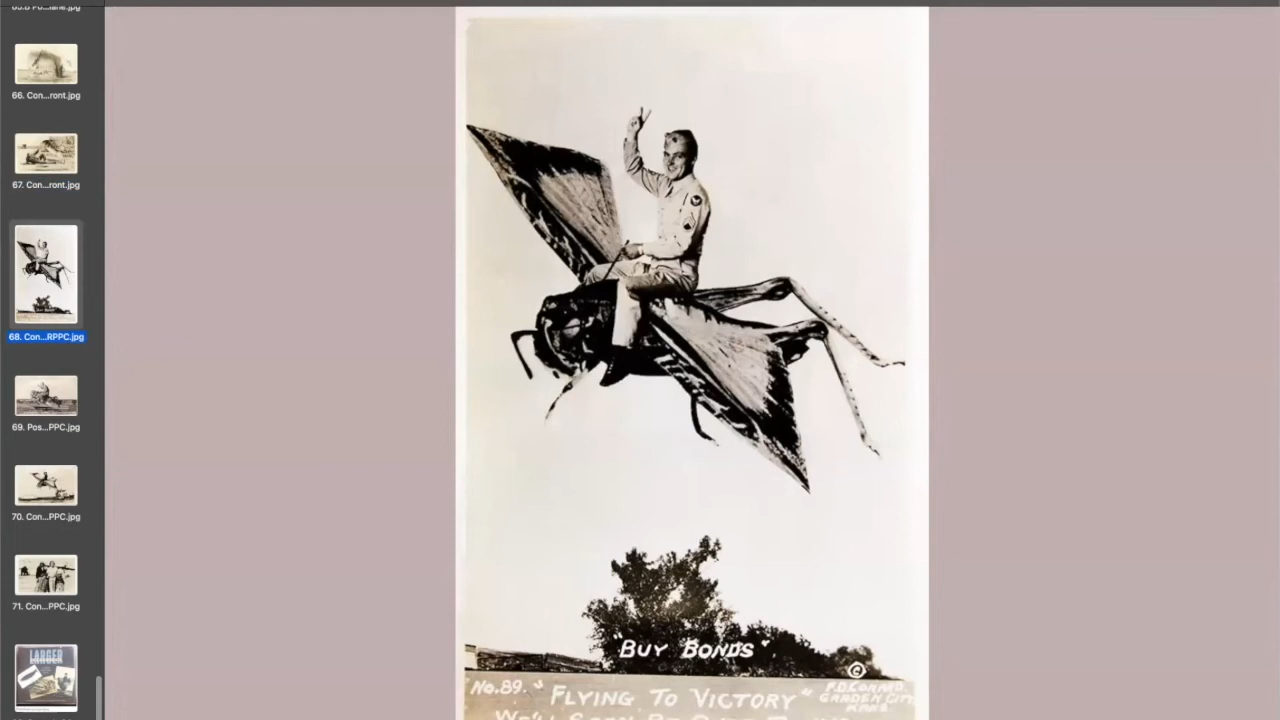 66. Con...ront.jpg
67. Con...ront.jpg
68. Con...RPPC.jpg
69. Pos...PPC.jpg
70. Con...PPC.jpg
71. Con...PPC.jpg
LARGER
"BUY BONDS"
©
No. 89. "FLYING TO VICTORY"
F.D. CONARD.
GARDEN CITY
KANS